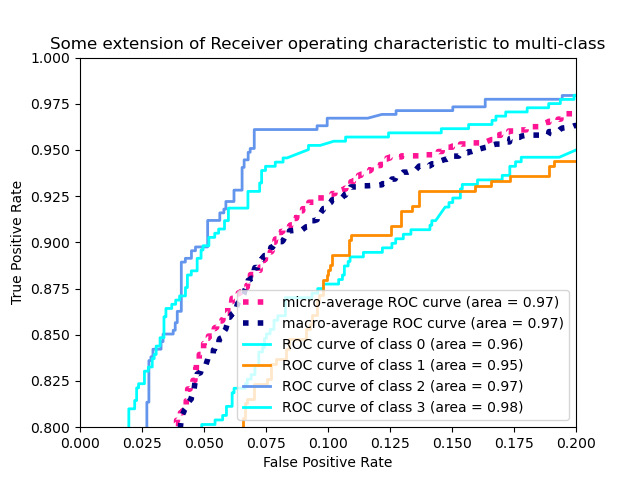 Some extension of Receiver operating characteristic to multi-class
True Positive Rate
1.000
0.975
0.950
0.925
0.900
0.875
0.850
0.825
0.800
micro-average ROC curve (area = 0.97)
macro-average ROC curve (area = 0.97)
ROC curve of class 0 (area = 0.96)
ROC curve of class 1 (area = 0.95)
ROC curve of class 2 (area = 0.97)
ROC curve of class 3 (area = 0.98)
0.000 0.025 0.050 0.075 0.100 0.125 0.150 0.175 0.200
False Positive Rate